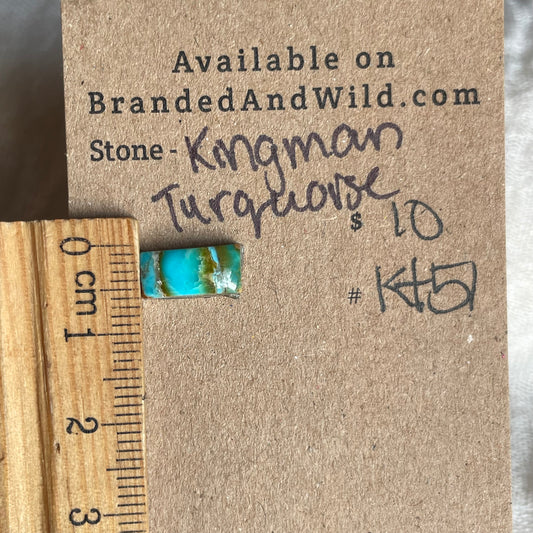 Available on
BrandedAndWild.com
Stone - Kingman
Turquoise
$ 10
# Kt51
0
cm 1
2
3